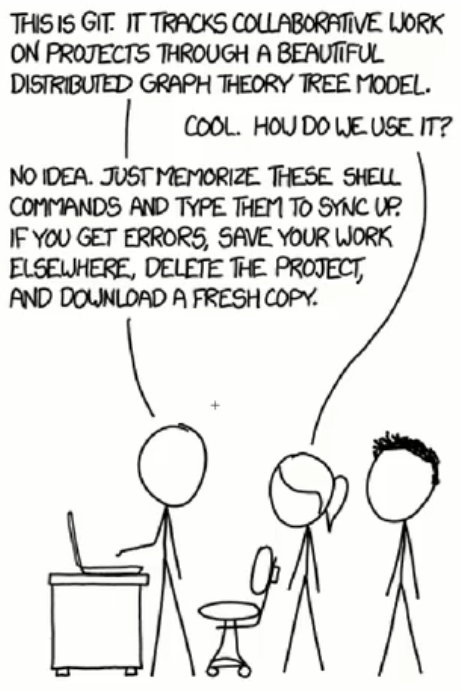 THIS IS GIT. IT TRACKS COLLABORATIVE WORK
ON PROJECTS THROUGH A BEAUTIFUL
DISTRIBUTED GRAPH THEORY TREE MODEL.
COOL. HOW DO WE USE IT?
NO IDEA. JUST MEMORIZE THESE SHELL
COMMANDS AND TYPE THEM TO SYNC UP.
IF YOU GET ERRORS, SAVE YOUR WORK
ELSEWHERE, DELETE THE PROJECT,
AND DOWNLOAD A FRESH COPY.